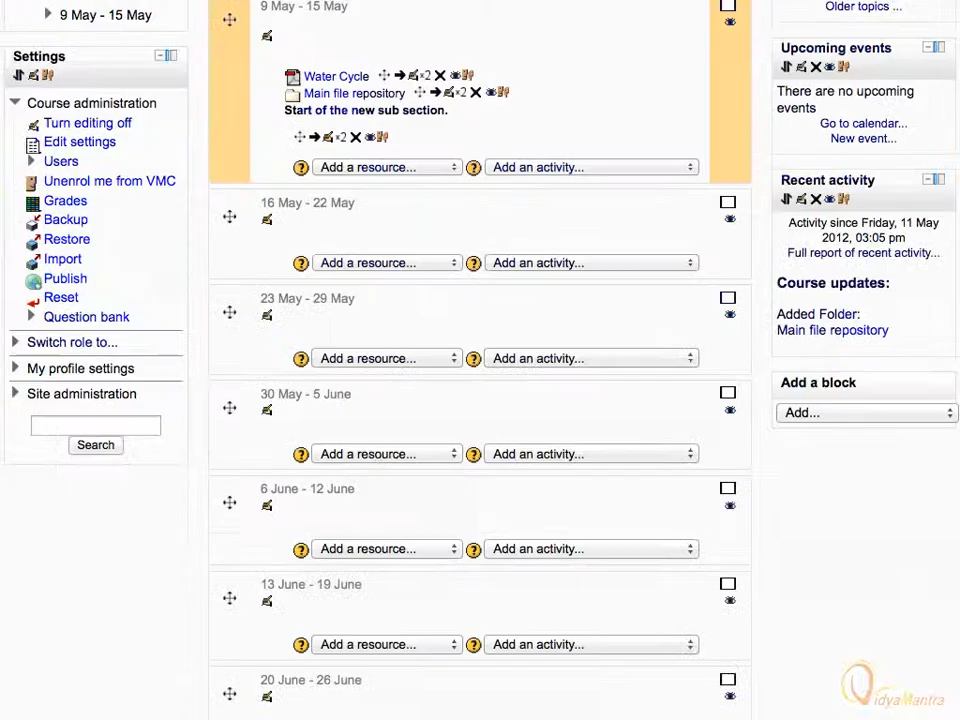 9 May - 15 May
Settings
Course administration
Turn editing off
Edit settings
Users
Unenrol me from VMC
Grades
Backup
Restore
Import
Publish
Reset
Question bank
Switch role to...
My profile settings
Site administration
Search
9 May - 15 May
Water Cycle ×2
Main file repository ×2
Start of the new sub section.
×2
? Add a resource... ? Add an activity...
16 May - 22 May
? Add a resource... ? Add an activity...
23 May - 29 May
? Add a resource... ? Add an activity...
30 May - 5 June
? Add a resource... ? Add an activity...
6 June - 12 June
? Add a resource... ? Add an activity...
13 June - 19 June
? Add a resource... ? Add an activity...
20 June - 26 June
Older topics ...
Upcoming events
There are no upcoming
events
Go to calendar...
New event...
Recent activity
Activity since Friday, 11 May
2012, 03:05 pm
Full report of recent activity...
Course updates:
Added Folder:
Main file repository
Add a block
Add...
VidyaMantra